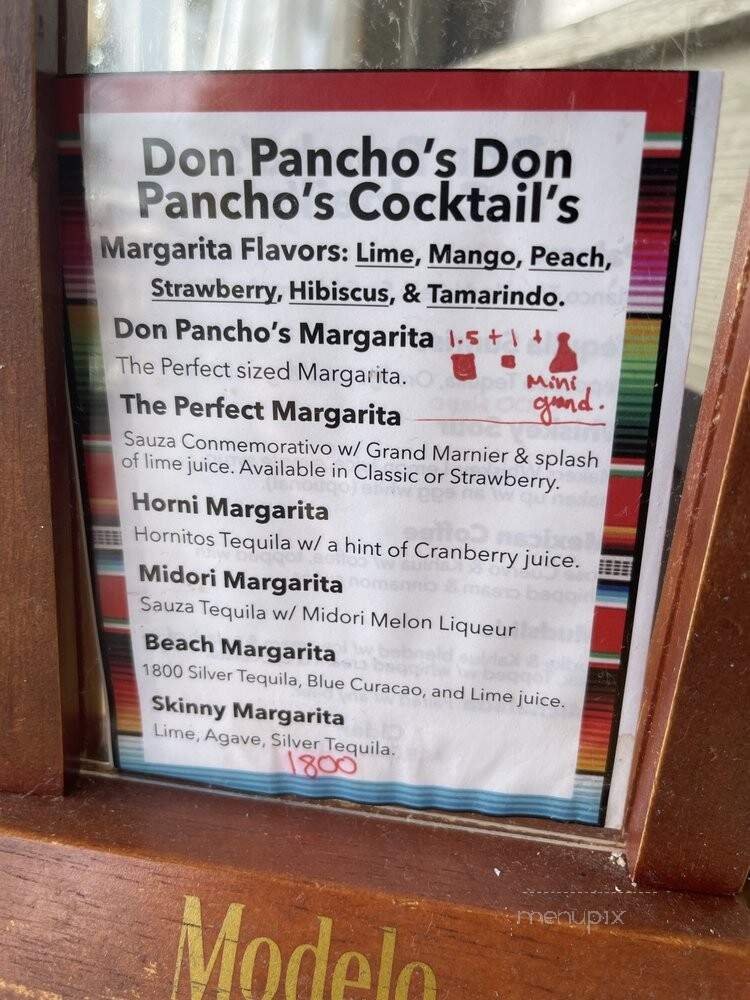 Don Pancho's Don
Pancho's Cocktail's
Margarita Flavors: Lime, Mango, Peach,
Strawberry, Hibiscus, & Tamarindo.
Don Pancho's Margarita 1.5 + 1 +
The Perfect sized Margarita. Mini
grand.
The Perfect Margarita
Sauza Conmemorativo w/ Grand Marnier & splash
of lime juice. Available in Classic or Strawberry.
Horni Margarita
Hornitos Tequila w/ a hint of Cranberry juice.
Midori Margarita
Sauza Tequila w/ Midori Melon Liqueur
Beach Margarita
1800 Silver Tequila, Blue Curacao, and Lime juice.
Skinny Margarita
Lime, Agave, Silver Tequila.
1800
menupix
Modelo